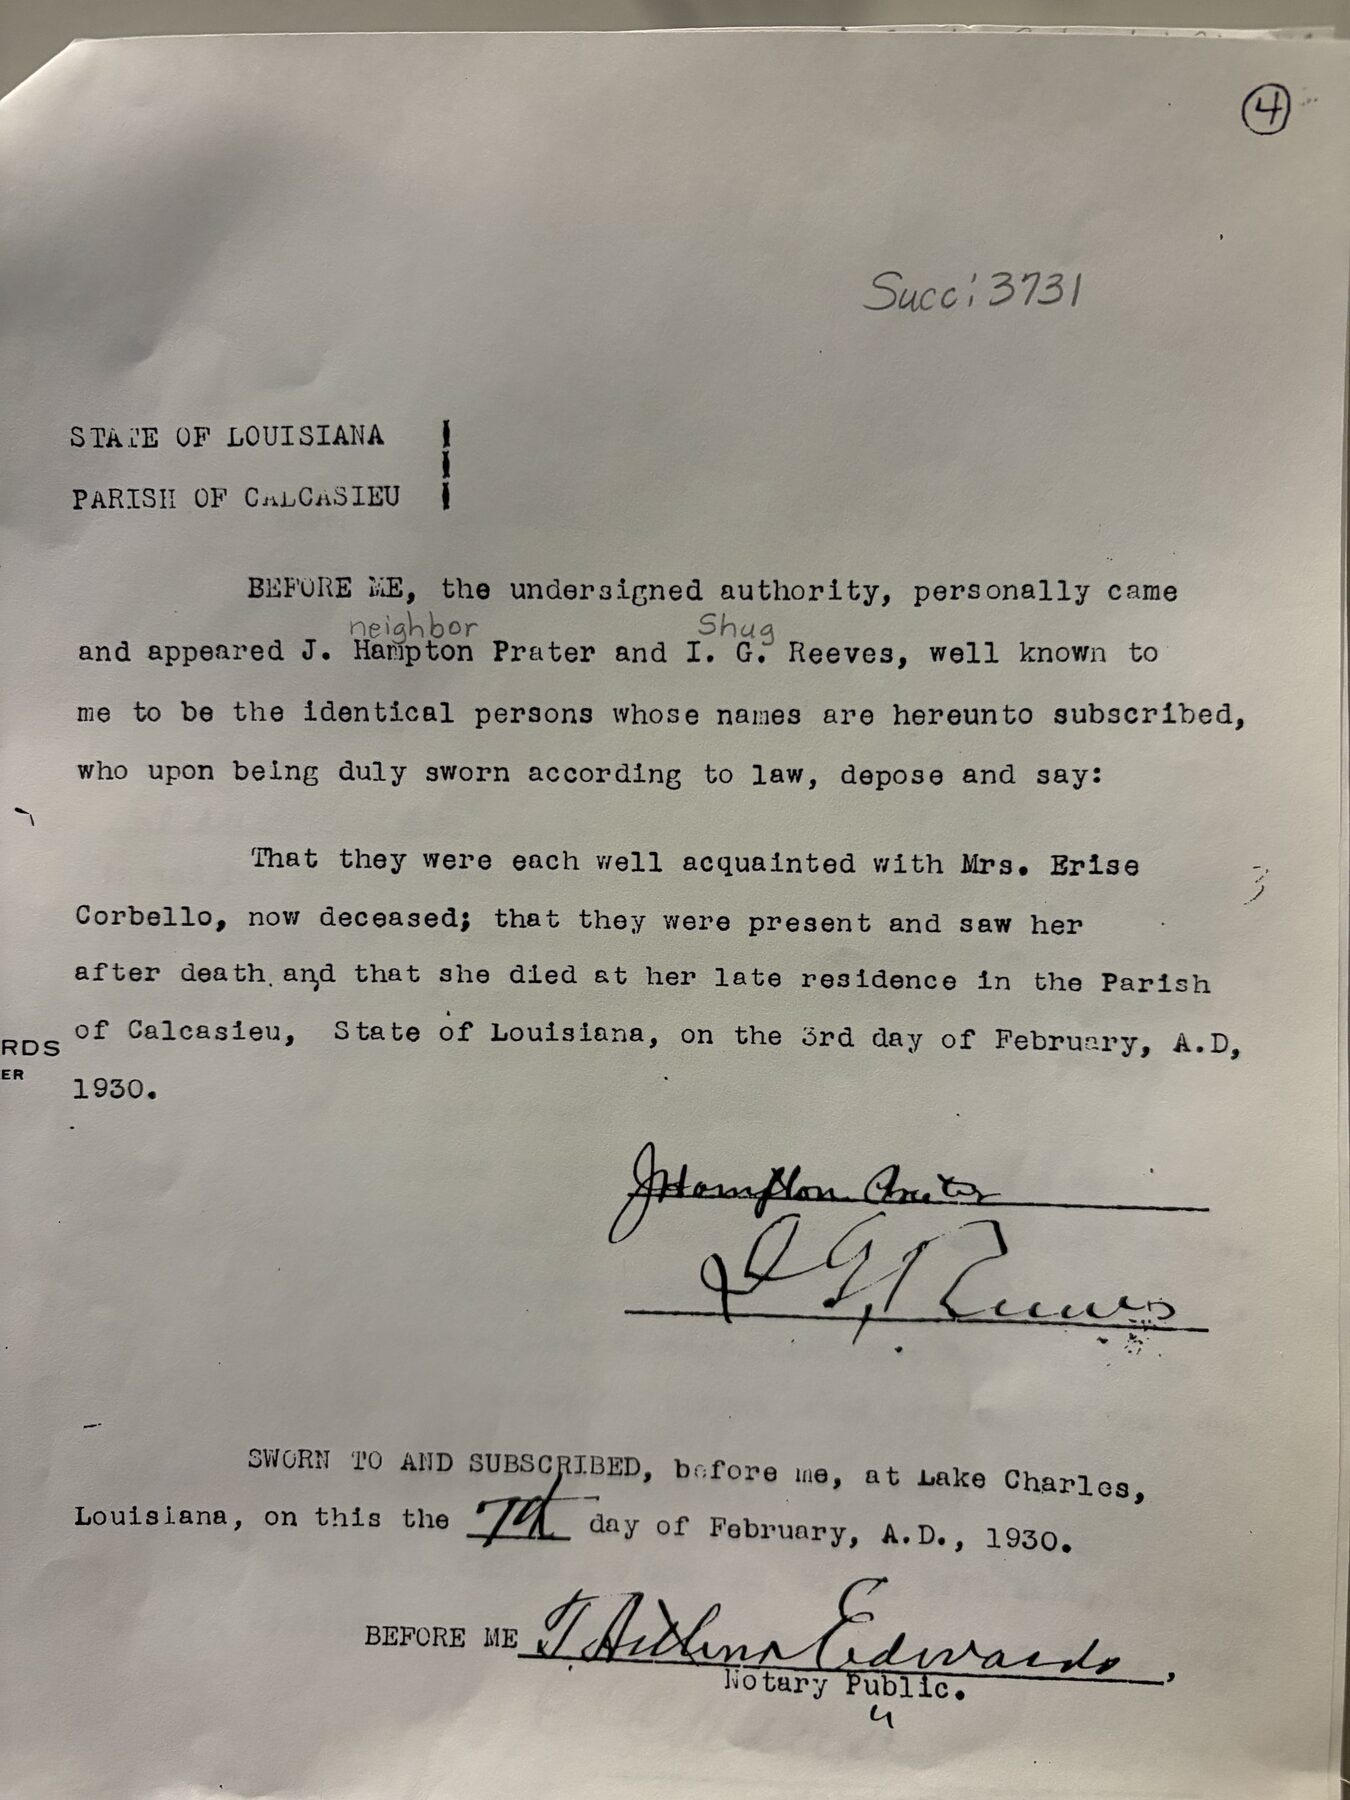 4
Succ: 3731
STATE OF LOUISIANA
PARISH OF CALCASIEU
BEFORE ME, the undersigned authority, personally came
neighbor Shug
and appeared J. Hampton Prater and I. G. Reeves, well known to
me to be the identical persons whose names are hereunto subscribed,
who upon being duly sworn according to law, depose and say:
That they were each well acquainted with Mrs. Erise
Corbello, now deceased; that they were present and saw her
after death and that she died at her late residence in the Parish
of Calcasieu, State of Louisiana, on the 3rd day of February, A.D,
RDS
ER
1930.
J Hampton Prater
I G Reeves
SWORN TO AND SUBSCRIBED, before me, at Lake Charles,
Louisiana, on this the 7th day of February, A.D., 1930.
BEFORE ME T Arthur Edwards,
Notary Public.